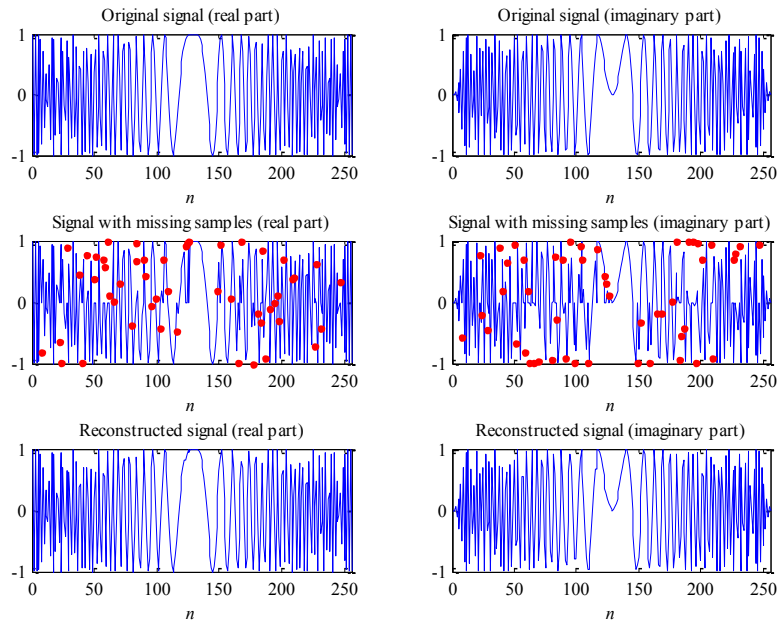 Original signal (real part)
1
0
-1
0 50 100 150 200 250
n
Original signal (imaginary part)
1
0
-1
0 50 100 150 200 250
n
Signal with missing samples (real part)
1
0
-1
0 50 100 150 200 250
n
Signal with missing samples (imaginary part)
1
0
-1
0 50 100 150 200 250
n
Reconstructed signal (real part)
1
0
-1
0 50 100 150 200 250
n
Reconstructed signal (imaginary part)
1
0
-1
0 50 100 150 200 250
n